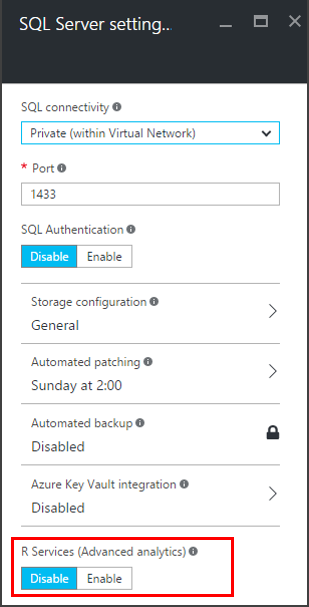 SQL Server setting...
SQL connectivity
Private (within Virtual Network)
* Port
1433
SQL Authentication
Disable Enable
Storage configuration
General
Automated patching
Sunday at 2:00
Automated backup
Disabled
Azure Key Vault integration
Disabled
R Services (Advanced analytics)
Disable Enable